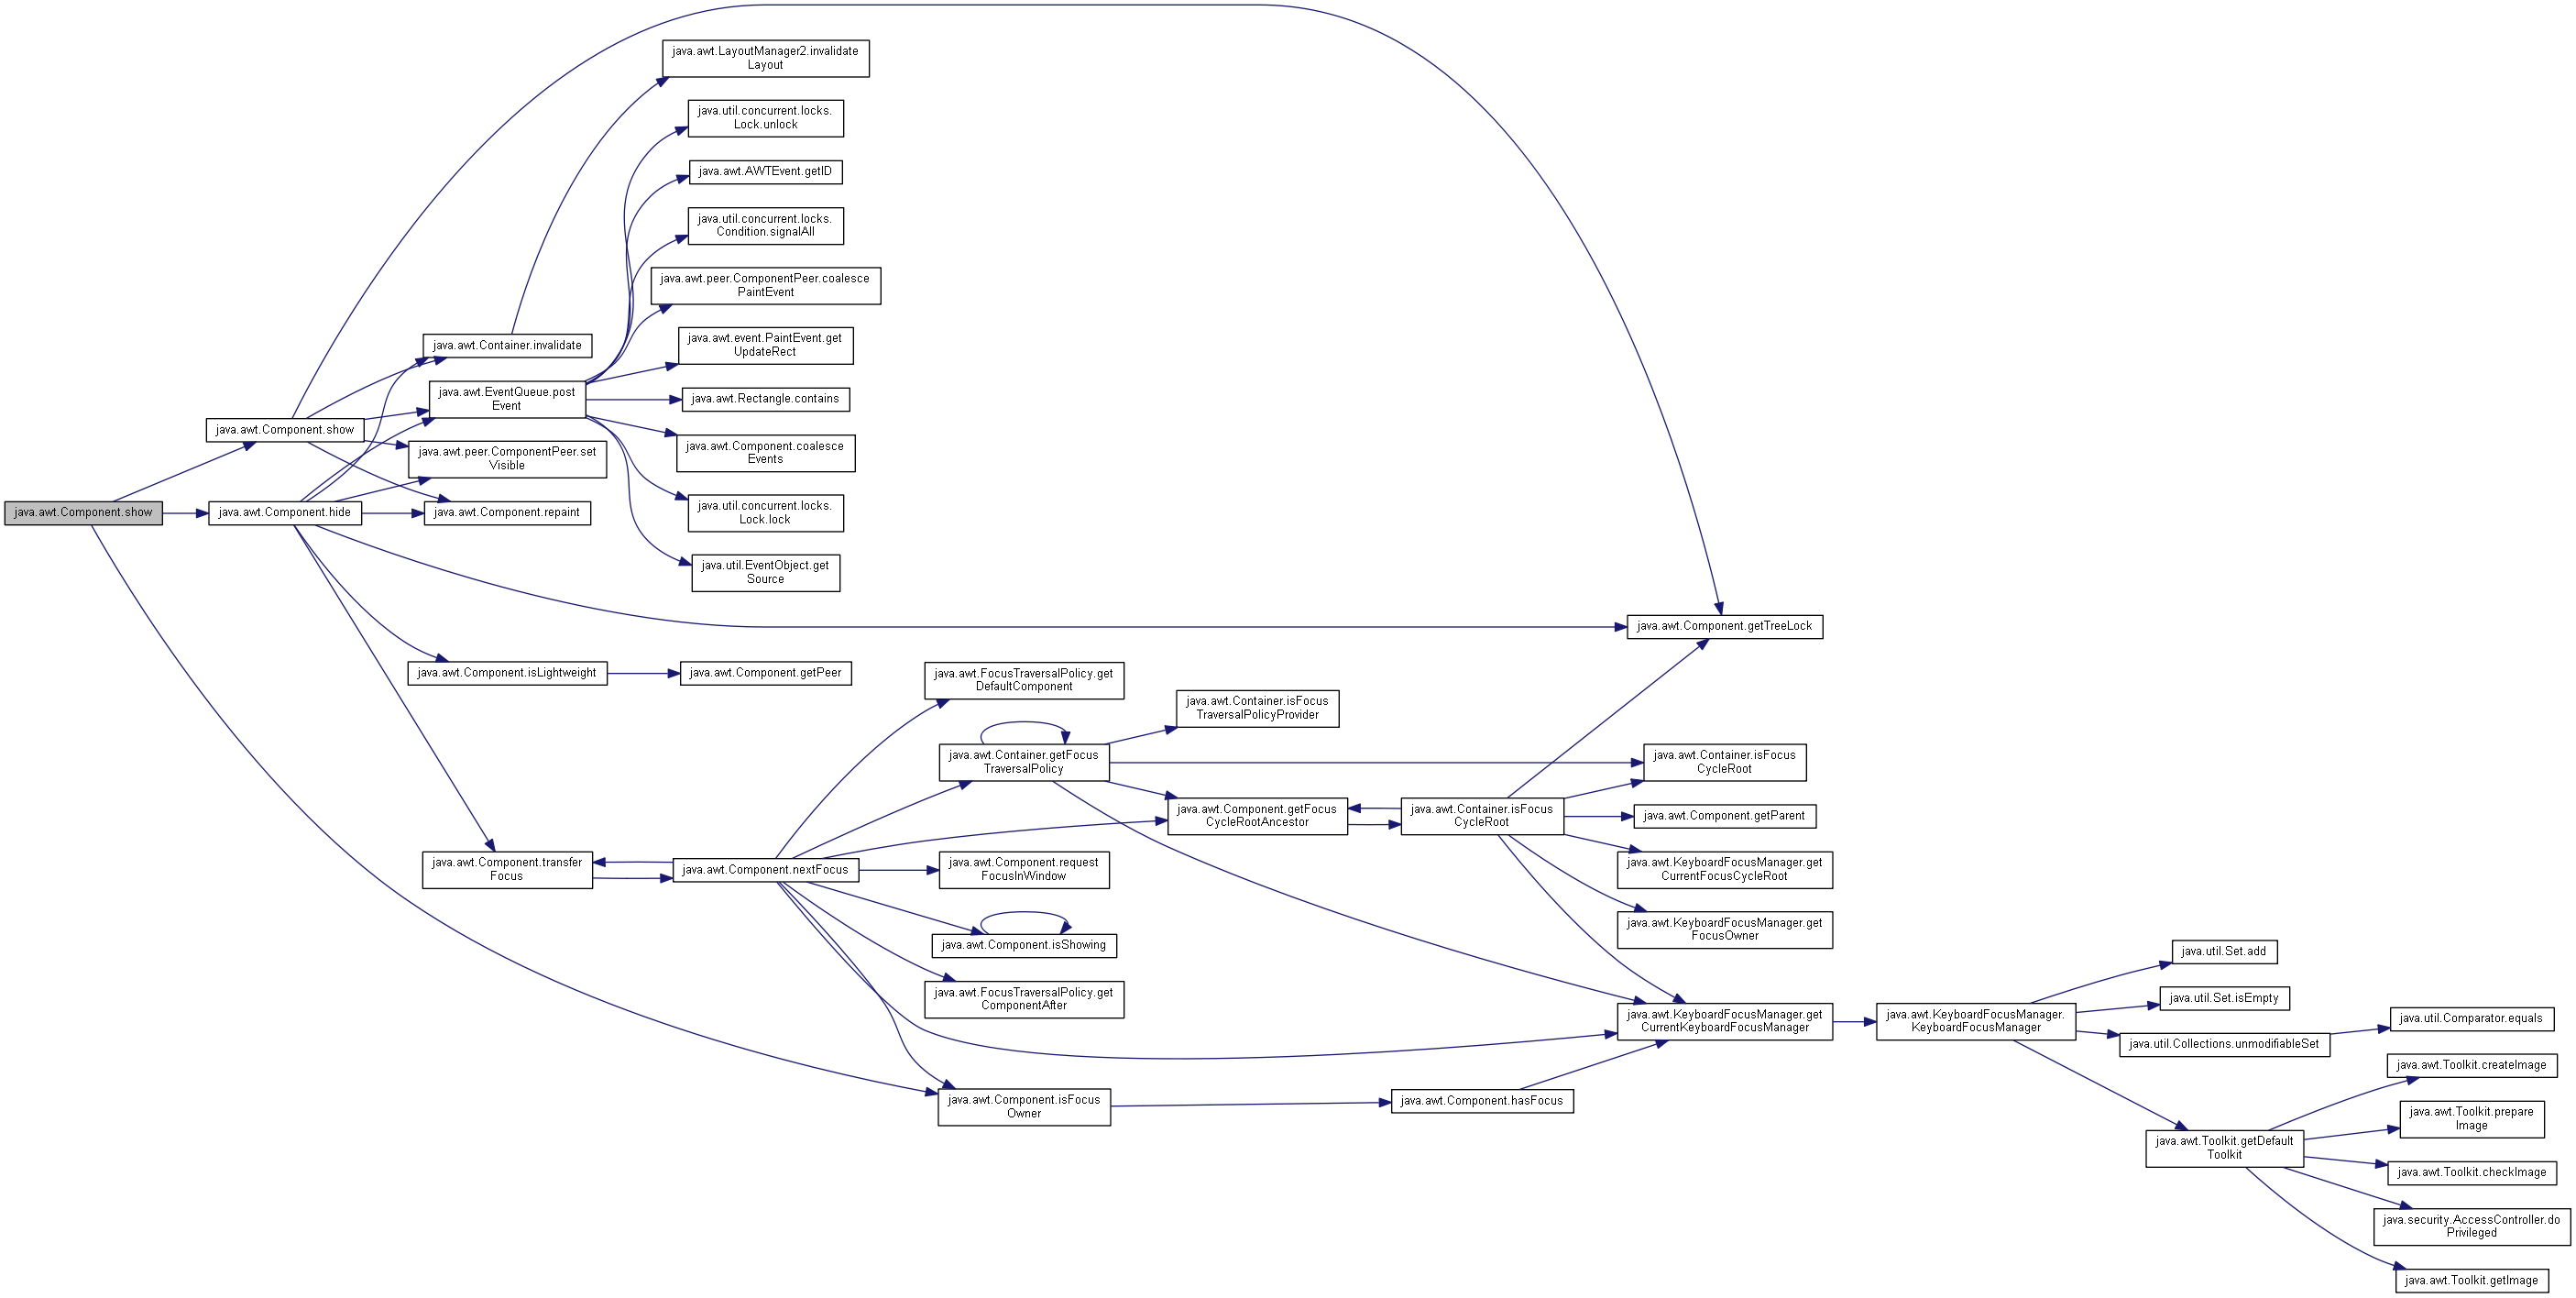 java.awt.LayoutManager2.invalidate
Layout
java.util.concurrent.locks.
Lock.unlock
java.awt.AWTEvent.getID
java.util.concurrent.locks.
Condition.signalAll
java.awt.peer.ComponentPeer.coalesce
PaintEvent
java.awt.Container.invalidate
java.awt.event.PaintEvent.get
UpdateRect
java.awt.EventQueue.post
Event
java.awt.Rectangle.contains
java.awt.Component.show
java.awt.peer.ComponentPeer.set
Visible
java.awt.Component.coalesce
Events
java.awt.Component.show
java.awt.Component.hide
java.awt.Component.repaint
java.util.concurrent.locks.
Lock.lock
java.util.EventObject.get
Source
java.awt.Component.getTreeLock
java.awt.Component.isLightweight
java.awt.Component.getPeer
java.awt.FocusTraversalPolicy.get
DefaultComponent
java.awt.Container.isFocus
TraversalPolicyProvider
java.awt.Container.getFocus
TraversalPolicy
java.awt.Container.isFocus
CycleRoot
java.awt.Component.getFocus
CycleRootAncestor
java.awt.Container.isFocus
CycleRoot
java.awt.Component.getParent
java.awt.Component.transfer
Focus
java.awt.Component.nextFocus
java.awt.Component.request
FocusInWindow
java.awt.KeyboardFocusManager.get
CurrentFocusCycleRoot
java.awt.Component.isShowing
java.awt.KeyboardFocusManager.get
FocusOwner
java.awt.FocusTraversalPolicy.get
ComponentAfter
java.awt.KeyboardFocusManager.get
CurrentKeyboardFocusManager
java.awt.KeyboardFocusManager.
KeyboardFocusManager
java.util.Set.add
java.util.Set.isEmpty
java.util.Collections.unmodifiableSet
java.util.Comparator.equals
java.awt.Component.isFocus
Owner
java.awt.Component.hasFocus
java.awt.Toolkit.getDefault
Toolkit
java.awt.Toolkit.createImage
java.awt.Toolkit.prepare
Image
java.awt.Toolkit.checkImage
java.security.AccessController.do
Privileged
java.awt.Toolkit.getImage